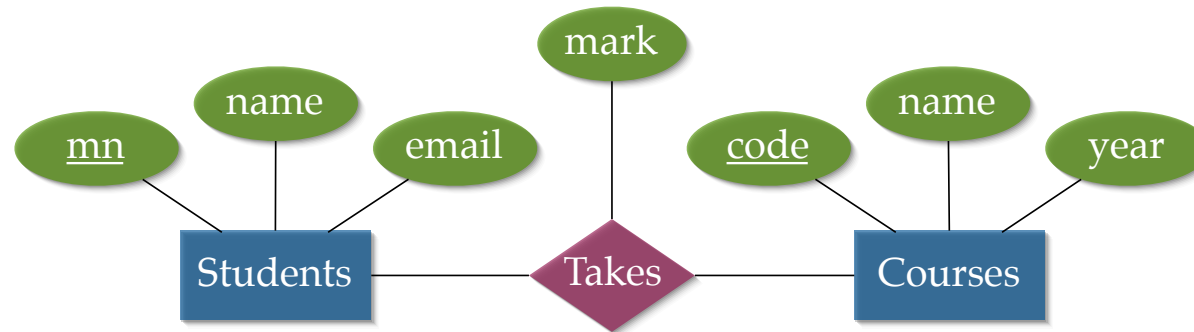 mark
name
name
mn
email
code
year
Students
Takes
Courses